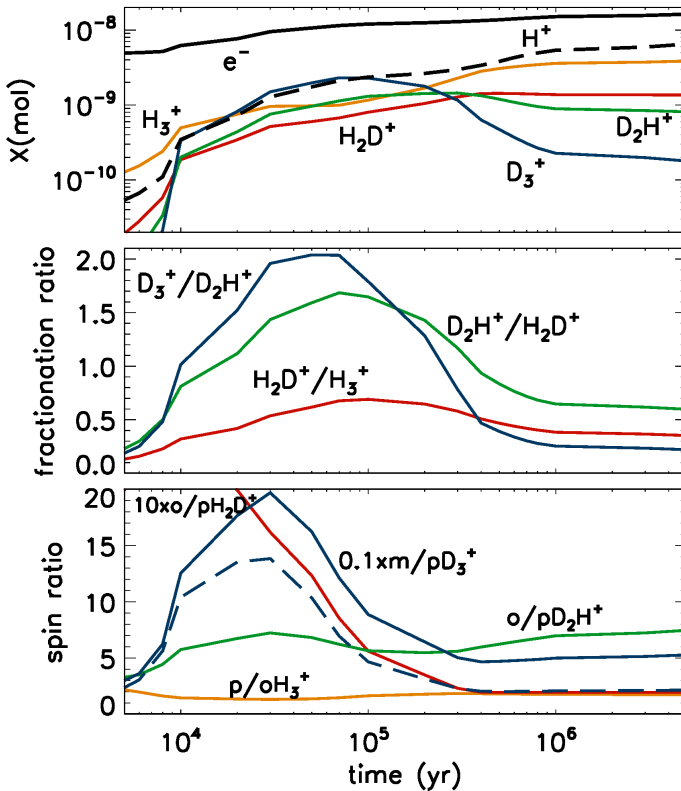 10⁻⁸
10⁻⁹
10⁻¹⁰
X(mol)
e⁻
H⁺
H₃⁺
H₂D⁺
D₂H⁺
D₃⁺
2.0
1.5
1.0
0.5
0.0
fractionation ratio
D₃⁺/D₂H⁺
D₂H⁺/H₂D⁺
H₂D⁺/H₃⁺
20
15
10
5
0
spin ratio
10xo/pH₂D⁺
0.1xm/pD₃⁺
o/pD₂H⁺
p/oH₃⁺
10⁴ 10⁵ 10⁶
time (yr)